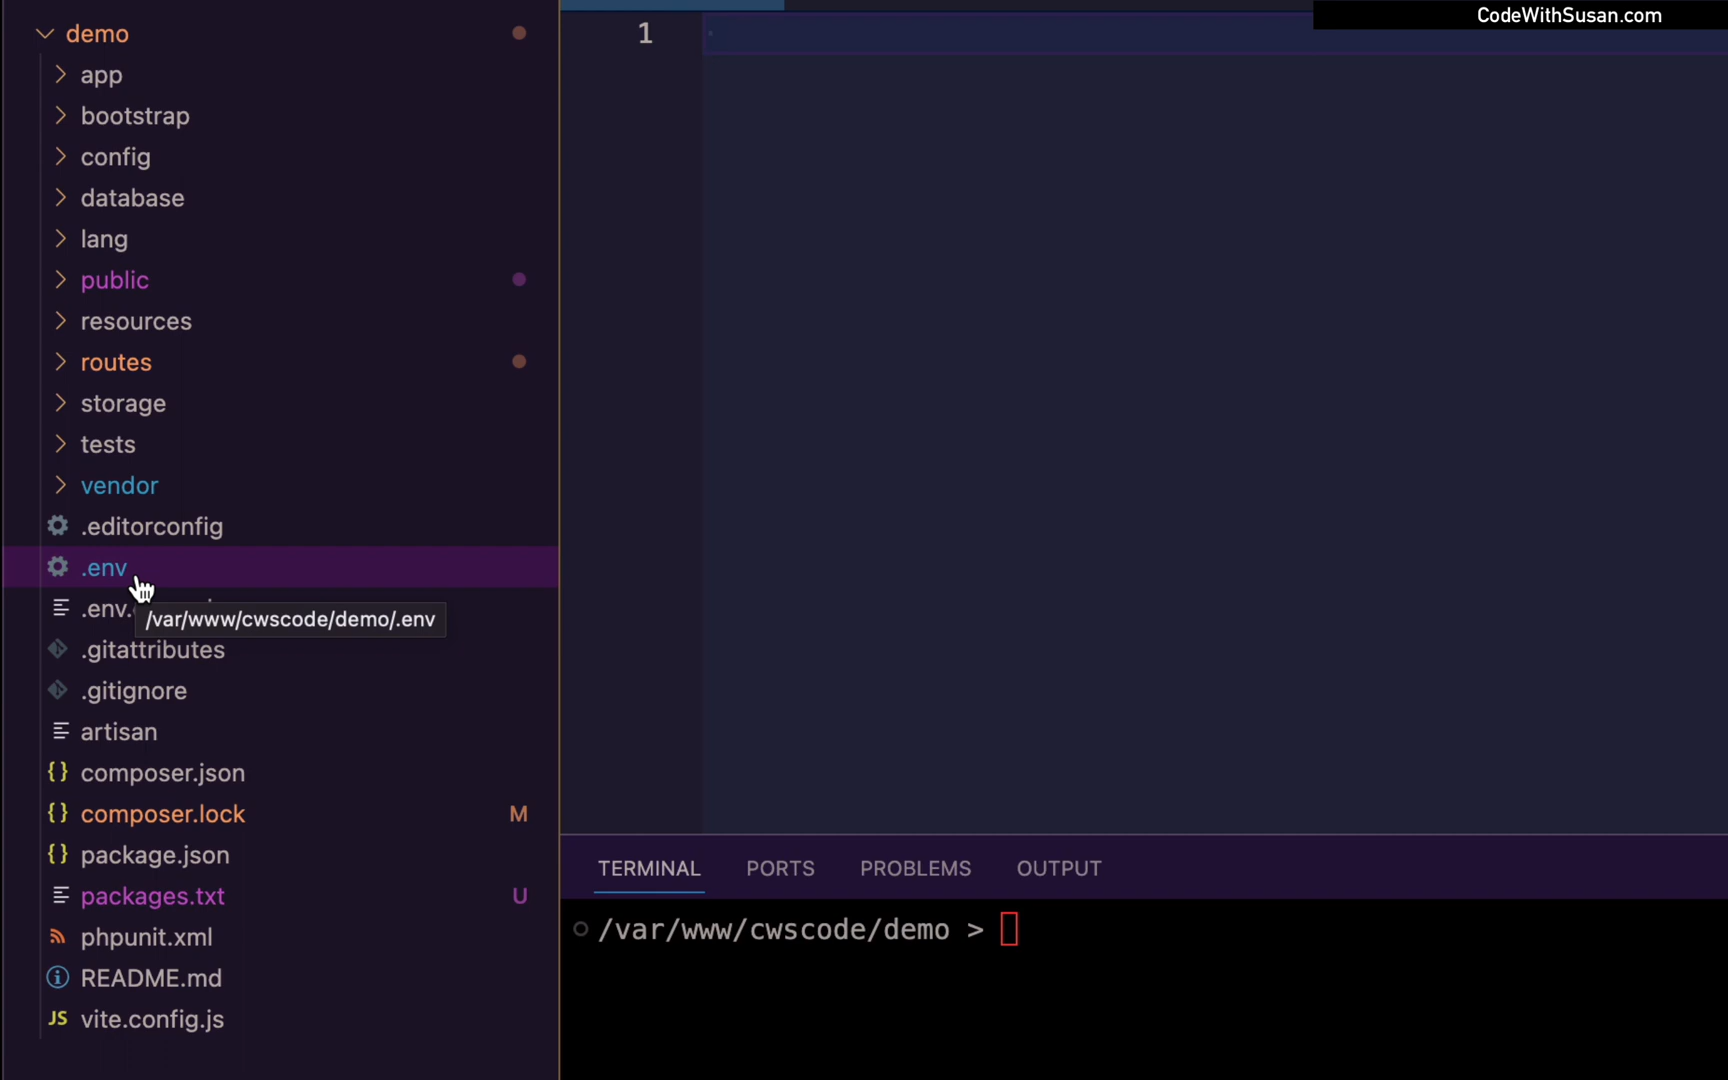 CodeWithSusan.com
demo
app
bootstrap
config
database
lang
public
resources
routes
storage
tests
vendor
.editorconfig
.env
.env.
/var/www/cwscode/demo/.env
.gitattributes
.gitignore
artisan
{} composer.json
{} composer.lock M
{} package.json
packages.txt U
phpunit.xml
README.md
JS vite.config.js
1
TERMINAL PORTS PROBLEMS OUTPUT
/var/www/cwscode/demo >